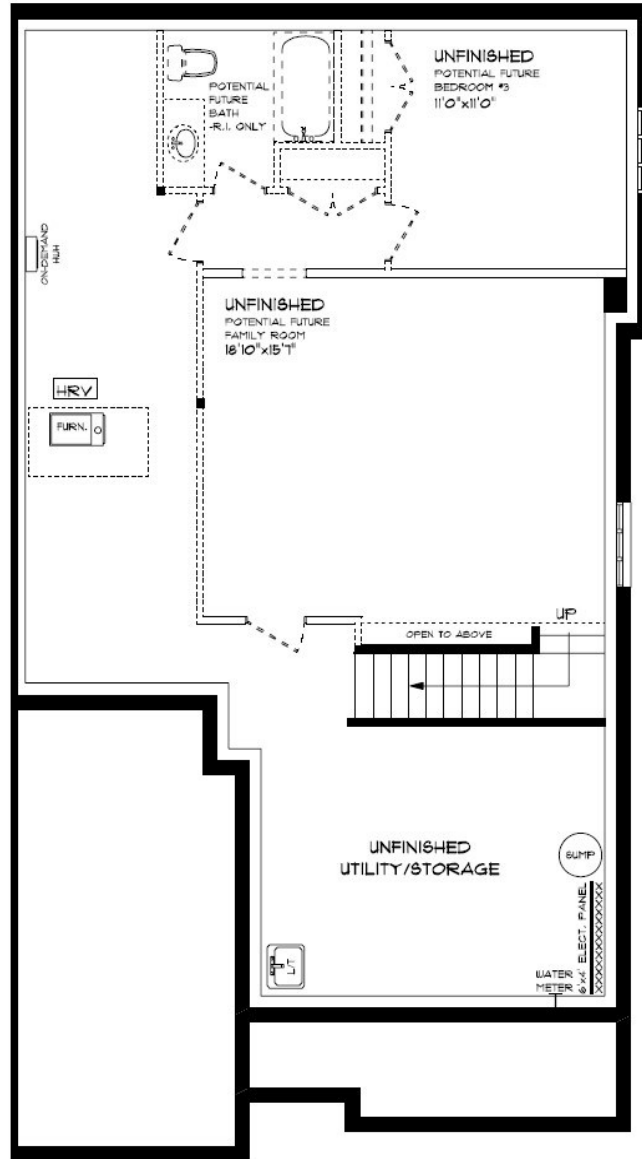 UNFINISHED
POTENTIAL FUTURE
BEDROOM #3
11'0"x11'0"
POTENTIAL
FUTURE
BATH
-R.I. ONLY
ON-DEMAND
HWH
UNFINISHED
POTENTIAL FUTURE
FAMILY ROOM
18'10"x15'7"
HRV
FURN.
UP
OPEN TO ABOVE
UNFINISHED
UTILITY/STORAGE
SUMP
6'x4' ELECT. PANEL
L/T
WATER
METER